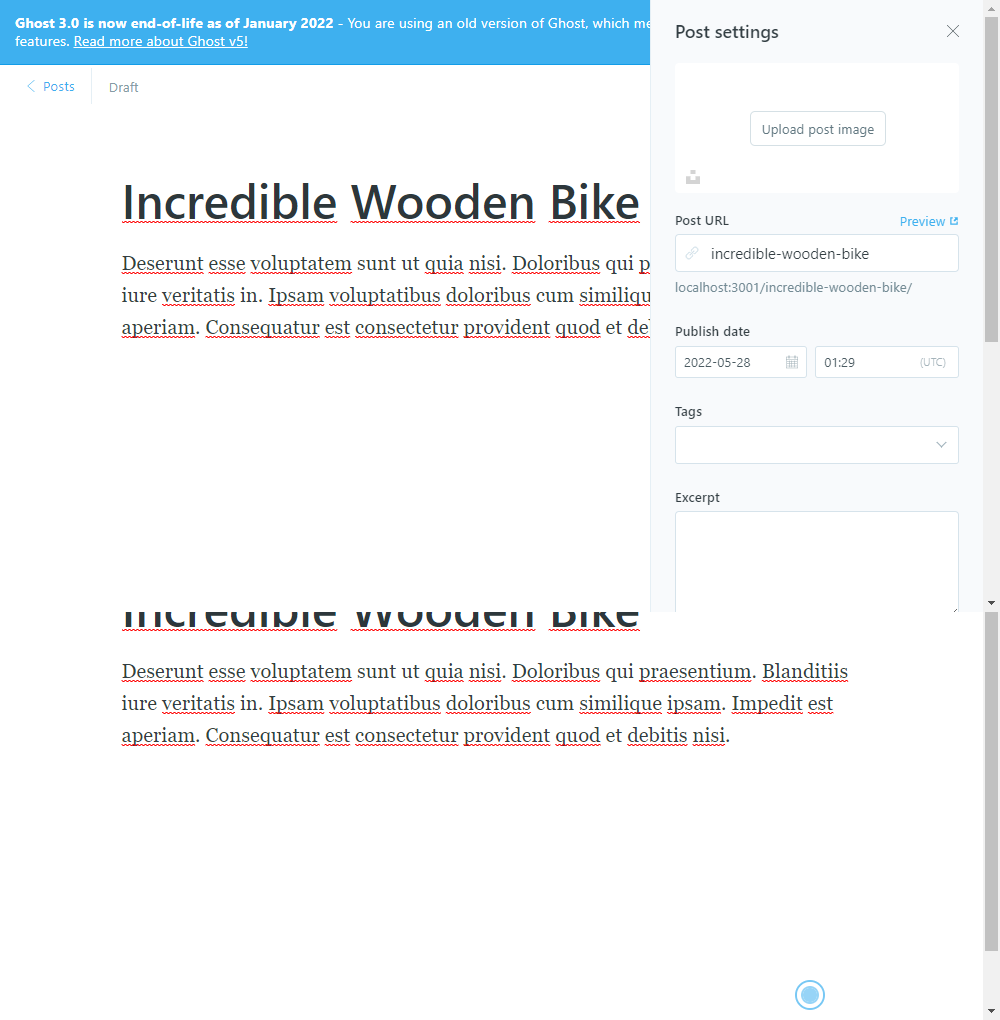 Ghost 3.0 is now end-of-life as of January 2022 - You are using an old version of Ghost, which me
features. Read more about Ghost v5!
Posts
Draft
Incredible Wooden Bike
Deserunt esse voluptatem sunt ut quia nisi. Doloribus qui p
iure veritatis in. Ipsam voluptatibus doloribus cum similiqu
aperiam. Consequatur est consectetur provident quod et deb
Post settings
Upload post image
Post URL
Preview
incredible-wooden-bike
localhost:3001/incredible-wooden-bike/
Publish date
2022-05-28
01:29
(UTC)
Tags
Excerpt
Incredible Wooden Bike
Deserunt esse voluptatem sunt ut quia nisi. Doloribus qui praesentium. Blanditiis
iure veritatis in. Ipsam voluptatibus doloribus cum similique ipsam. Impedit est
aperiam. Consequatur est consectetur provident quod et debitis nisi.